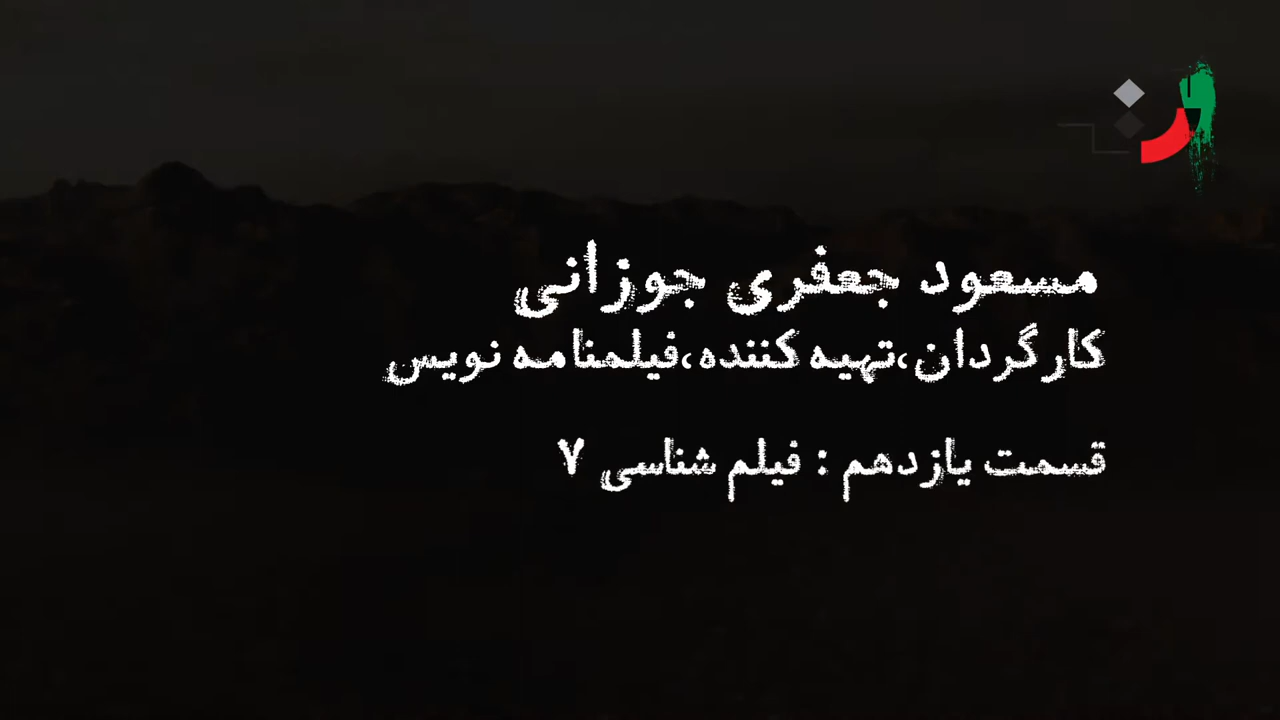 مسعود جعفری جوزانی
کارگردان،تهیه کننده،فیلمنامه نویس
قسمت یازدهم : فیلم شناسی ۷